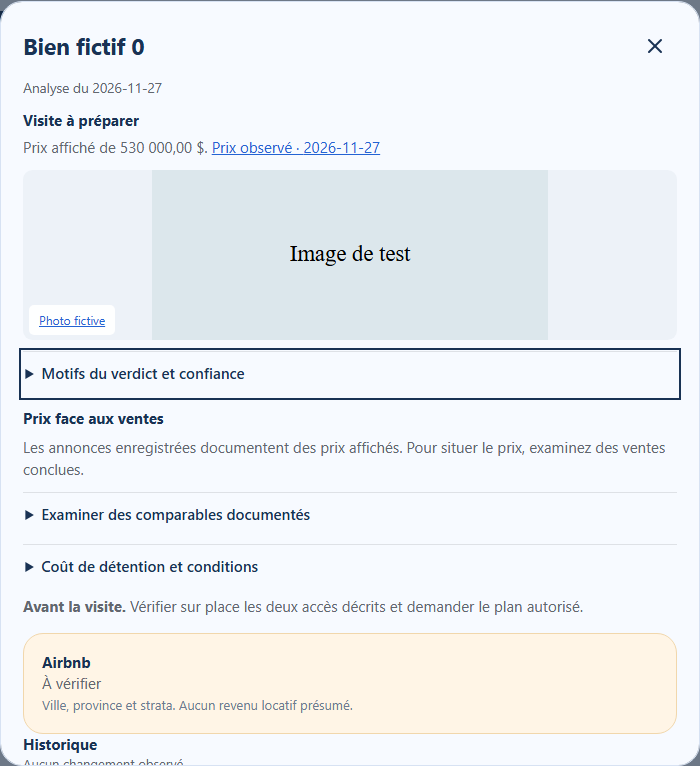 Bien fictif 0
Analyse du 2026-11-27
Visite à préparer
Prix affiché de 530 000,00 $. Prix observé · 2026-11-27
Image de test
Photo fictive
Motifs du verdict et confiance
Prix face aux ventes
Les annonces enregistrées documentent des prix affichés. Pour situer le prix, examinez des ventes
conclues.
Examiner des comparables documentés
Coût de détention et conditions
Avant la visite. Vérifier sur place les deux accès décrits et demander le plan autorisé.
Airbnb
À vérifier
Ville, province et strata. Aucun revenu locatif présumé.
Historique
Aucun changement observé